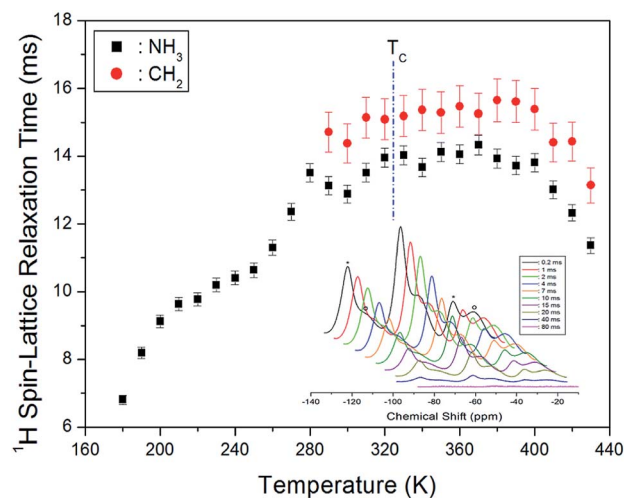 : NH3
: CH2
TC
¹H Spin-Lattice Relaxation Time (ms)
18
16
14
12
10
8
6
* o * o
: 0.2 ms
: 1 ms
: 2 ms
: 4 ms
: 7 ms
: 10 ms
: 15 ms
: 20 ms
: 40 ms
: 80 ms
-140 -120 -100 -80 -60 -40 -20
Chemical Shift (ppm)
160 200 240 280 320 360 400 440
Temperature (K)